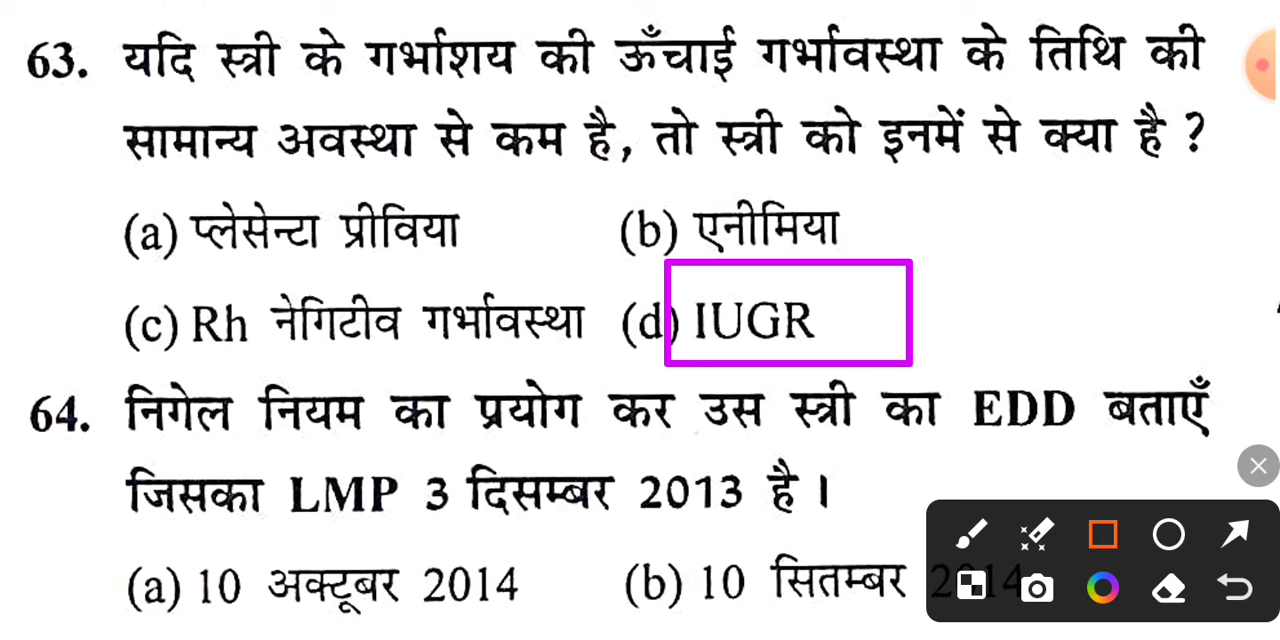 63. यदि स्त्री के गर्भाशय की ऊँचाई गर्भावस्था के तिथि की
सामान्य अवस्था से कम है, तो स्त्री को इनमें से क्या है ?
(a) प्लेसेन्टा प्रीविया (b) एनीमिया
(c) Rh नेगिटीव गर्भावस्था (d) IUGR
64. निगेल नियम का प्रयोग कर उस स्त्री का EDD बताएँ
जिसका LMP 3 दिसम्बर 2013 है ।
(a) 10 अक्टूबर 2014 (b) 10 सितम्बर 2014